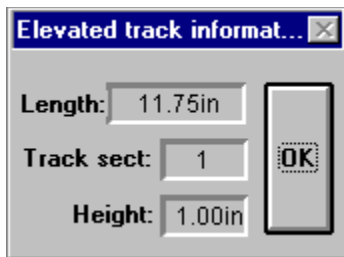 Elevated track informat...
Length: 11.75in
Track sect: 1
OK
Height: 1.00in